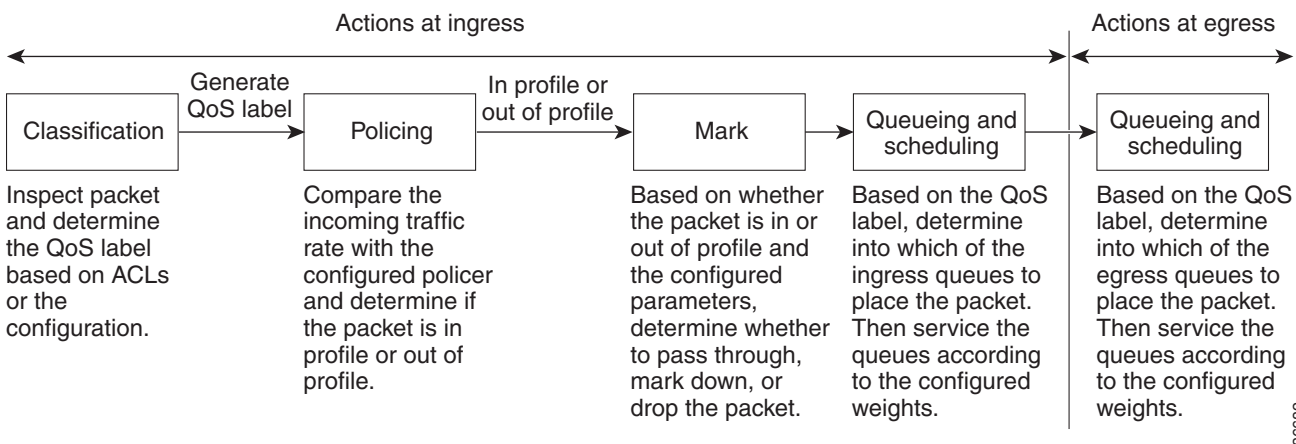 Actions at ingress
Actions at egress
Generate
QoS label
In profile or
out of profile
Classification
Policing
Mark
Queueing and
scheduling
Queueing and
scheduling
Inspect packet
and determine
the QoS label
based on ACLs
or the
configuration.
Compare the
incoming traffic
rate with the
configured policer
and determine if
the packet is in
profile or out of
profile.
Based on whether
the packet is in or
out of profile and
the configured
parameters,
determine whether
to pass through,
mark down, or
drop the packet.
Based on the QoS
label, determine
into which of the
ingress queues to
place the packet.
Then service the
queues according
to the configured
weights.
Based on the QoS
label, determine
into which of the
egress queues to
place the packet.
Then service the
queues according
to the configured
weights.